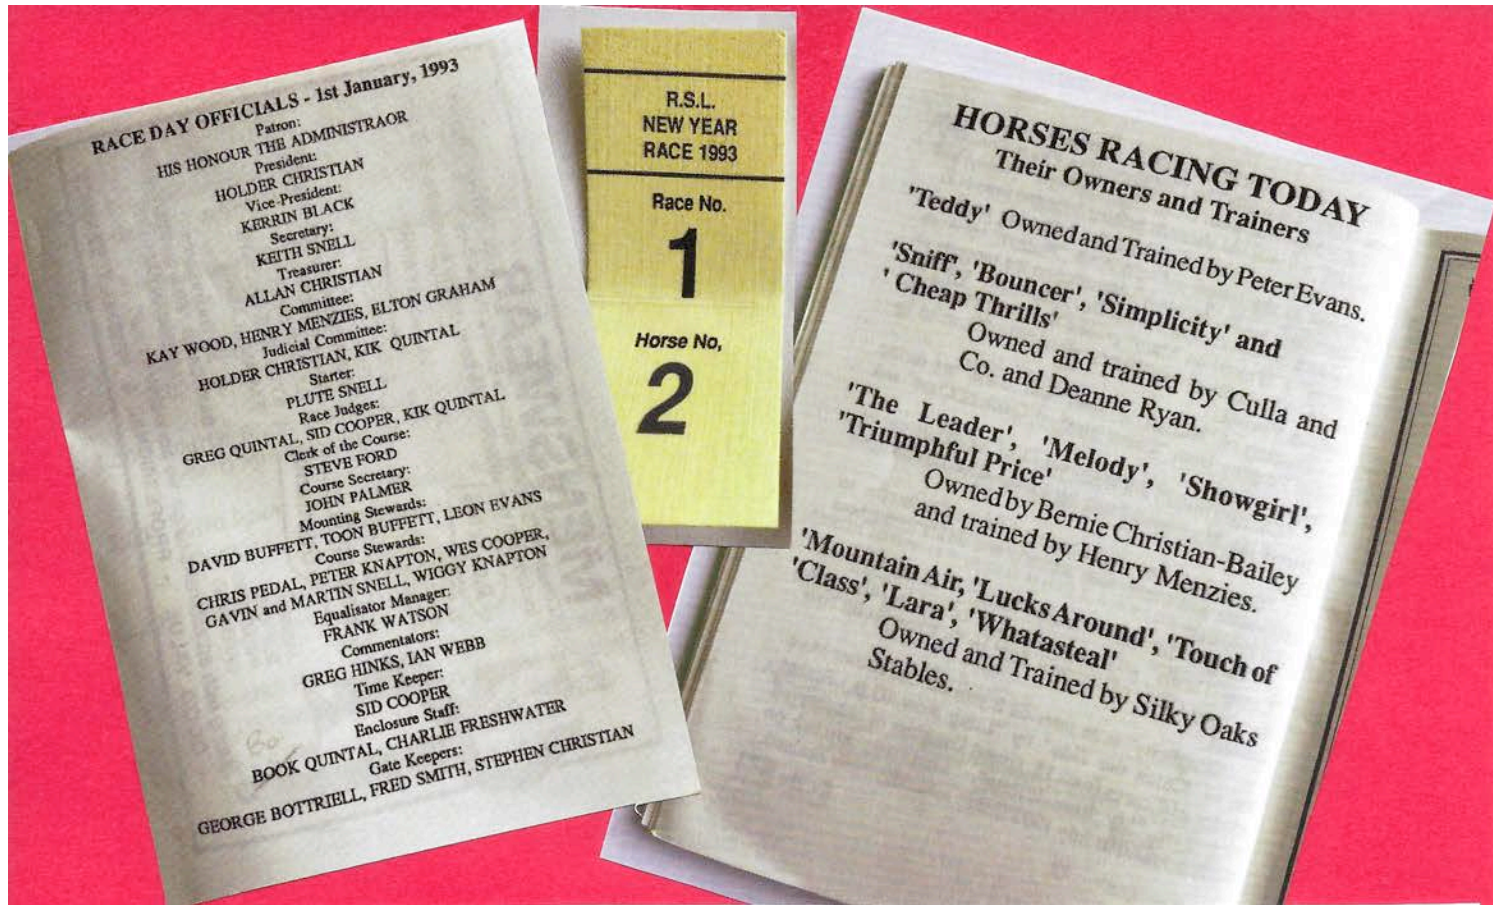 RACE DAY OFFICIALS - 1st January, 1993
Patron:
HIS HONOUR THE ADMINISTRAOR
President:
HOLDER CHRISTIAN
Vice-President:
KERRIN BLACK
Secretary:
KEITH SNELL
Treasurer:
ALLAN CHRISTIAN
Committee:
KAY WOOD, HENRY MENZIES, ELTON GRAHAM
Judicial Committee:
HOLDER CHRISTIAN, KIK QUINTAL
Starter:
PLUTE SNELL
Race Judges:
GREG QUINTAL, SID COOPER, KIK QUINTAL
Clerk of the Course:
STEVE FORD
Course Secretary:
JOHN PALMER
Mounting Stewards:
DAVID BUFFETT, TOON BUFFETT, LEON EVANS
Course Stewards:
CHRIS PEDAL, PETER KNAPTON, WES COOPER,
GAVIN and MARTIN SNELL, WIGGY KNAPTON
Equalisator Manager:
FRANK WATSON
Commentators:
GREG HINKS, IAN WEBB
Time Keeper:
SID COOPER
Enclosure Staff:
BOOK QUINTAL, CHARLIE FRESHWATER
Gate Keepers:
GEORGE BOTTRIELL, FRED SMITH, STEPHEN CHRISTIAN
R.S.L.
NEW YEAR
RACE 1993
Race No.
1
Horse No,
2
HORSES RACING TODAY
Their Owners and Trainers
'Teddy' Owned and Trained by Peter Evans.
'Sniff', 'Bouncer', 'Simplicity' and
' Cheap Thrills'
Owned and trained by Culla and
Co. and Deanne Ryan.
'The Leader', 'Melody', 'Showgirl',
'Triumphful Price'
Owned by Bernie Christian-Bailey
and trained by Henry Menzies.
'Mountain Air, 'Lucks Around', 'Touch of
'Class', 'Lara', 'Whatasteal'
Owned and Trained by Silky Oaks
Stables.